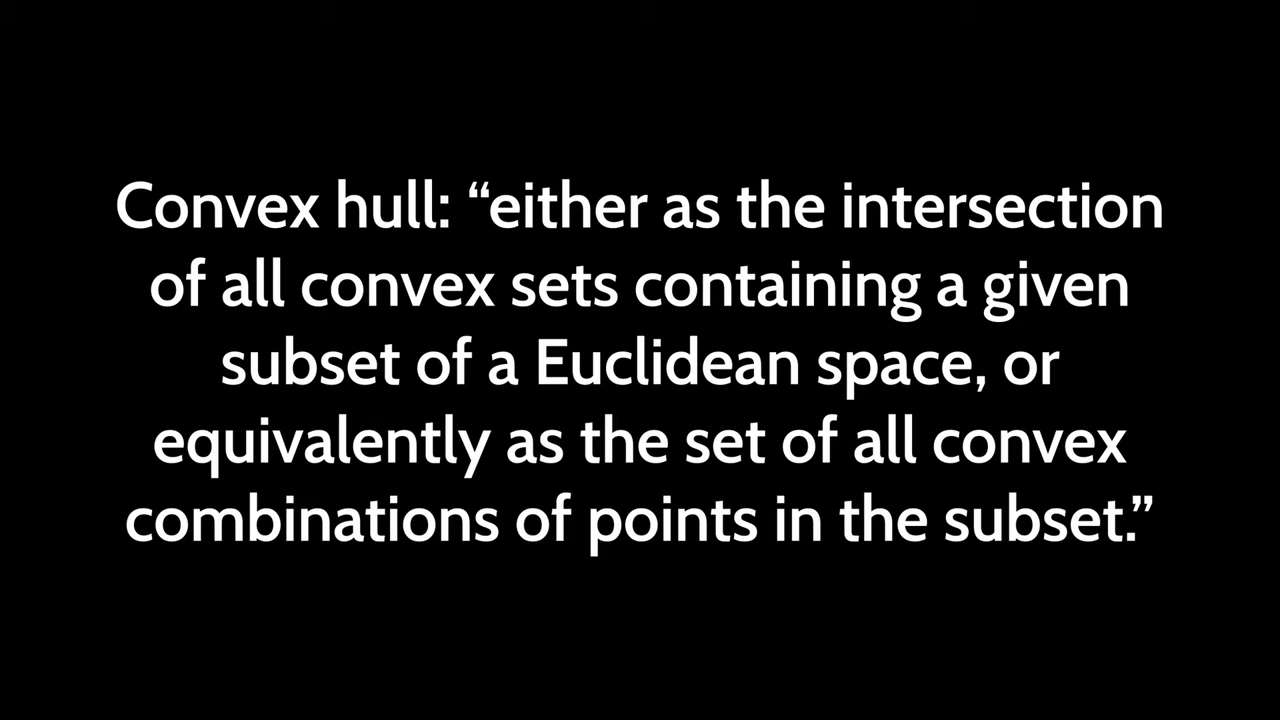 Convex hull: “either as the intersection
of all convex sets containing a given
subset of a Euclidean space, or
equivalently as the set of all convex
combinations of points in the subset.”